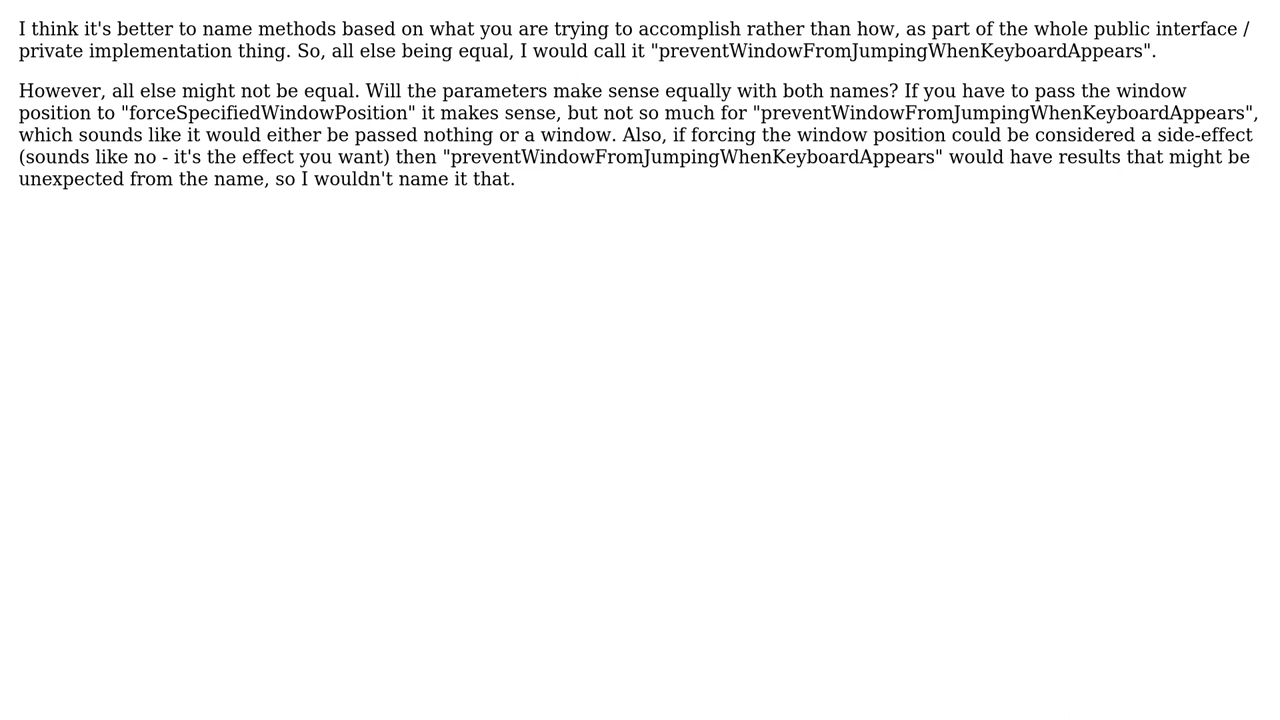 I think it's better to name methods based on what you are trying to accomplish rather than how, as part of the whole public interface /
private implementation thing. So, all else being equal, I would call it "preventWindowFromJumpingWhenKeyboardAppears".
However, all else might not be equal. Will the parameters make sense equally with both names? If you have to pass the window
position to "forceSpecifiedWindowPosition" it makes sense, but not so much for "preventWindowFromJumpingWhenKeyboardAppears",
which sounds like it would either be passed nothing or a window. Also, if forcing the window position could be considered a side-effect
(sounds like no - it's the effect you want) then "preventWindowFromJumpingWhenKeyboardAppears" would have results that might be
unexpected from the name, so I wouldn't name it that.